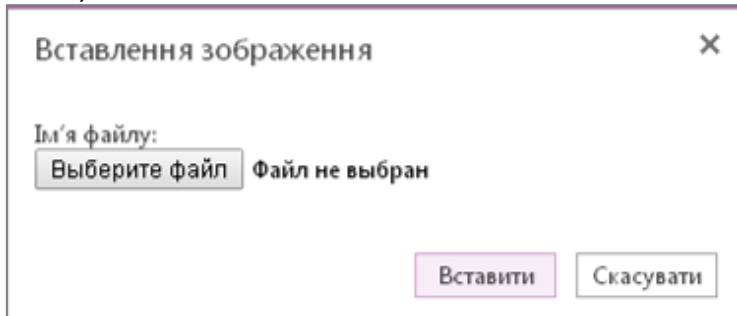 Вставлення зображення
Ім'я файлу:
Выберите файл Файл не выбран
Вставити Скасувати